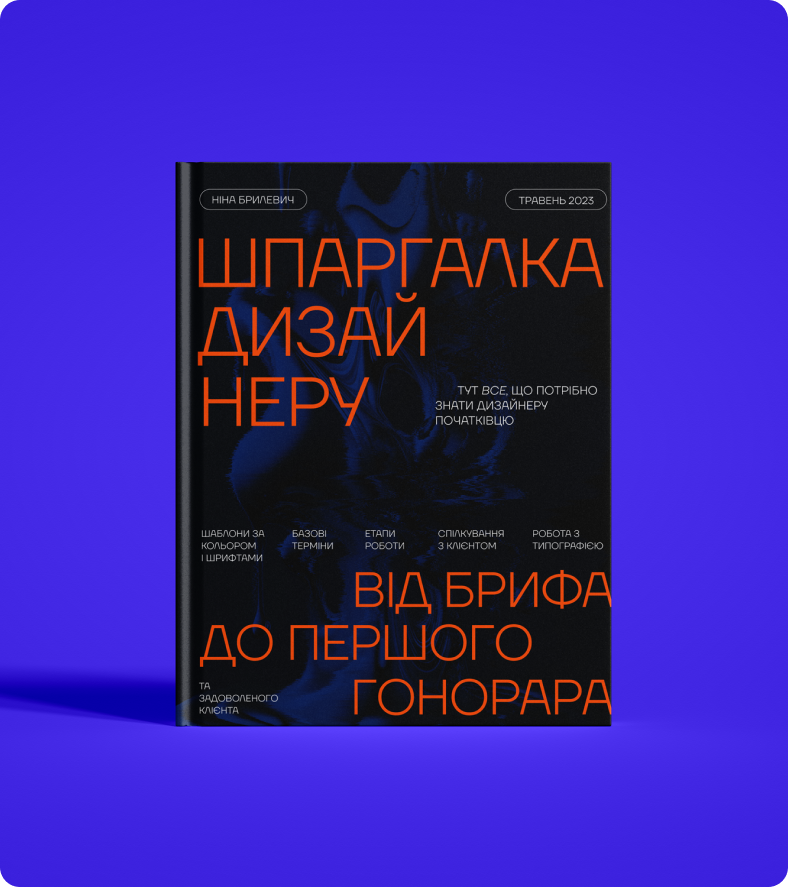 НІНА БРИЛЕВИЧ
ТРАВЕНЬ 2023
ШПАРГАЛКА
ДИЗАЙ
НЕРУ
ТУТ ВСЕ, ЩО ПОТРІБНО
ЗНАТИ ДИЗАЙНЕРУ
ПОЧАТКІВЦЮ
ШАБЛОНИ ЗА
КОЛЬОРОМ
І ШРИФТАМИ
БАЗОВІ
ТЕРМІНИ
ЕТАПИ
РОБОТИ
СПІЛКУВАННЯ
З КЛІЄНТОМ
РОБОТА З
ТИПОГРАФІЄЮ
ВІД БРИФА
ДО ПЕРШОГО
ГОНОРАРА
ТА
ЗАДОВОЛЕНОГО
КЛІЄНТА